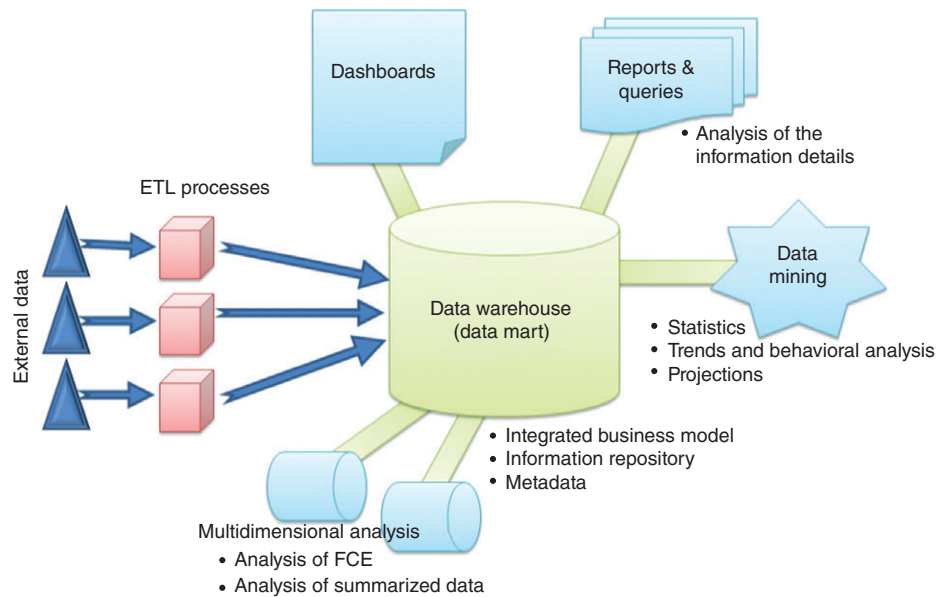 Dashboards
Reports &
queries
• Analysis of the
information details
ETL processes
External data
Data warehouse
(data mart)
Data
mining
• Statistics
• Trends and behavioral analysis
• Projections
• Integrated business model
• Information repository
• Metadata
Multidimensional analysis
• Analysis of FCE
• Analysis of summarized data